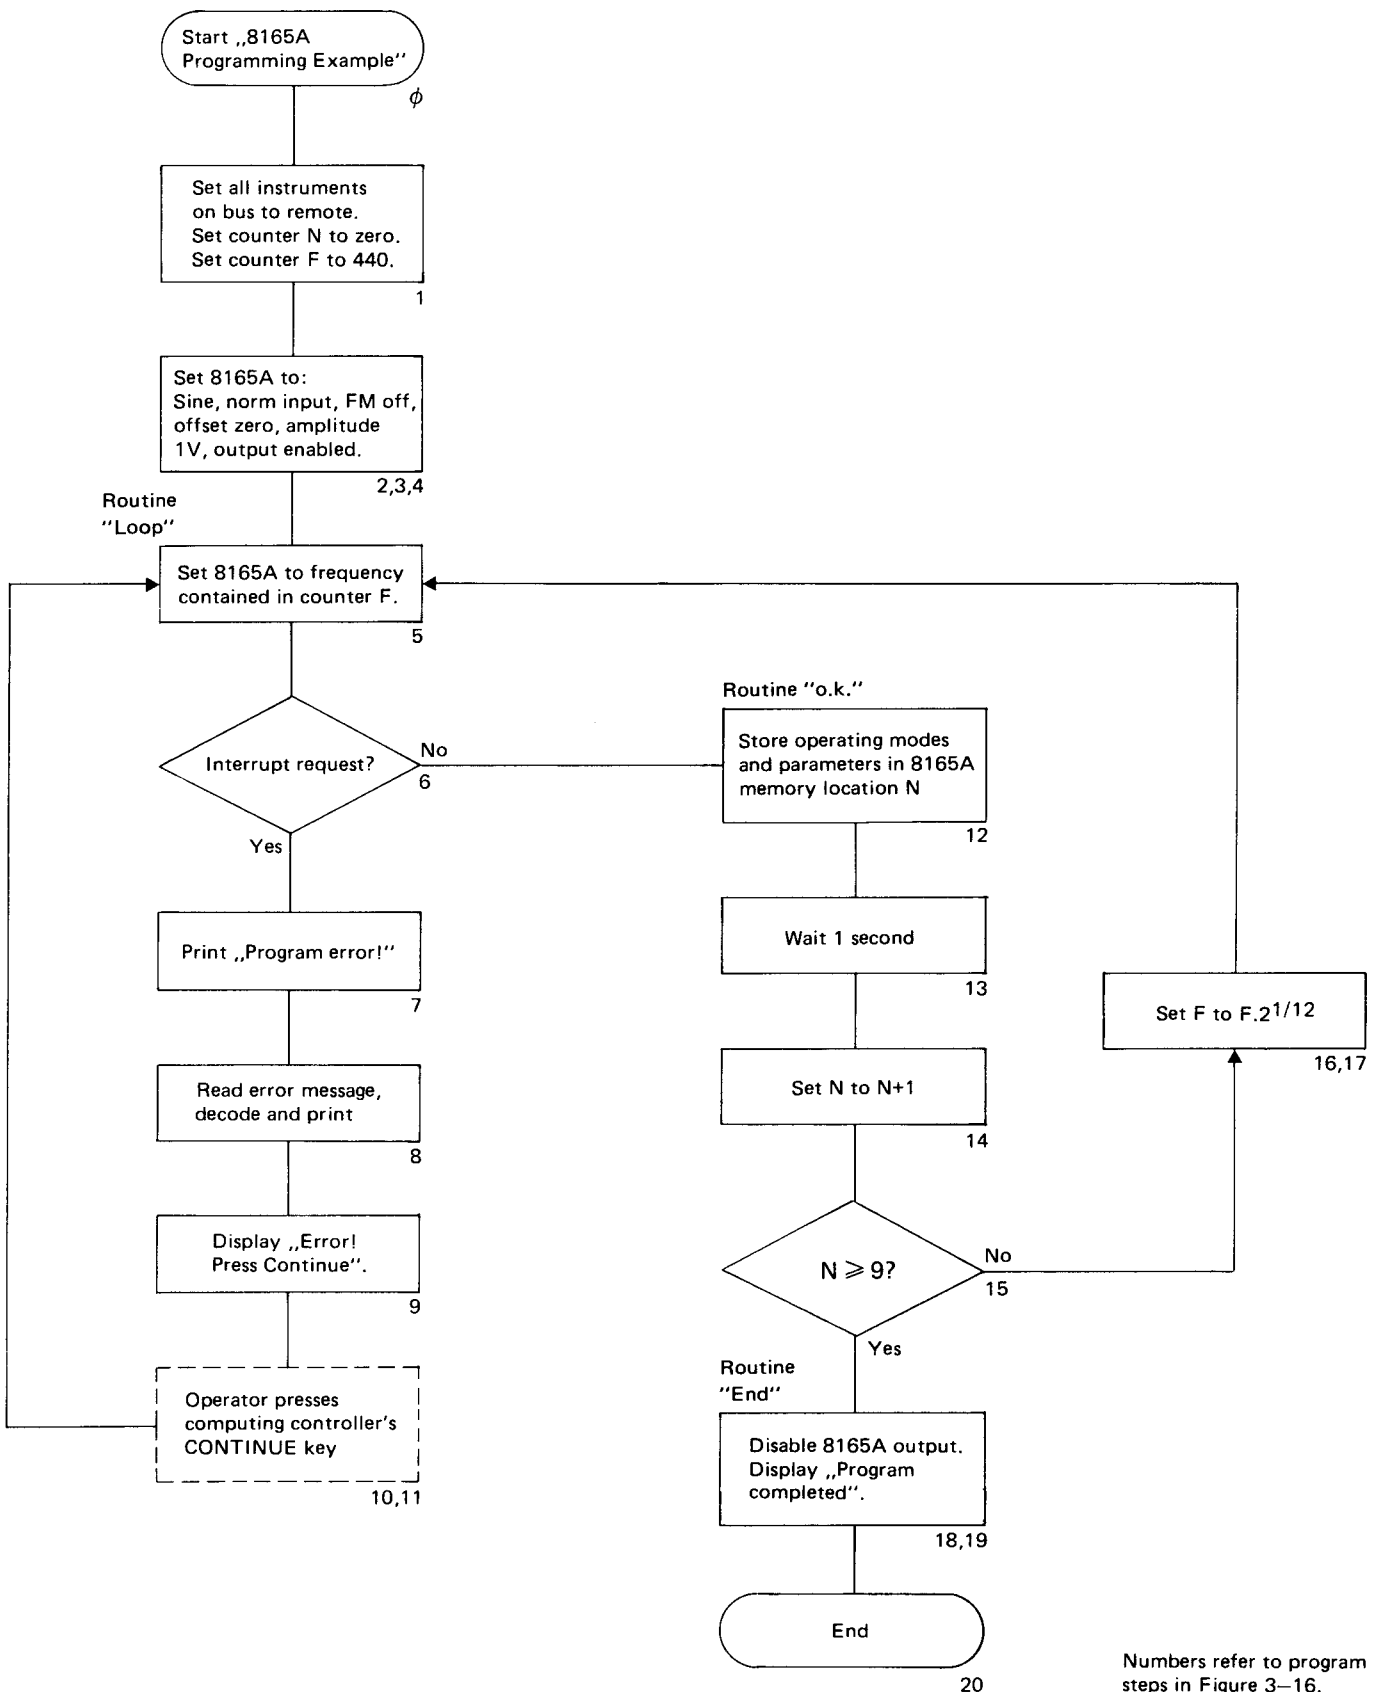 Start „8165A
Programming Example"
ϕ
Set all instruments
on bus to remote.
Set counter N to zero.
Set counter F to 440.
1
Set 8165A to:
Sine, norm input, FM off,
offset zero, amplitude
1V, output enabled.
2,3,4
Routine
"Loop"
Set 8165A to frequency
contained in counter F.
5
Interrupt request?
No
6
Yes
Print „Program error!"
7
Read error message,
decode and print
8
Display „Error!
Press Continue".
9
Operator presses
computing controller's
CONTINUE key
10,11
Routine "o.k."
Store operating modes
and parameters in 8165A
memory location N
12
Wait 1 second
13
Set N to N+1
14
N ⩾ 9?
No
15
Yes
Set F to F.2^1/12
16,17
Routine
"End"
Disable 8165A output.
Display „Program
completed".
18,19
End
20
Numbers refer to program
steps in Figure 3–16.